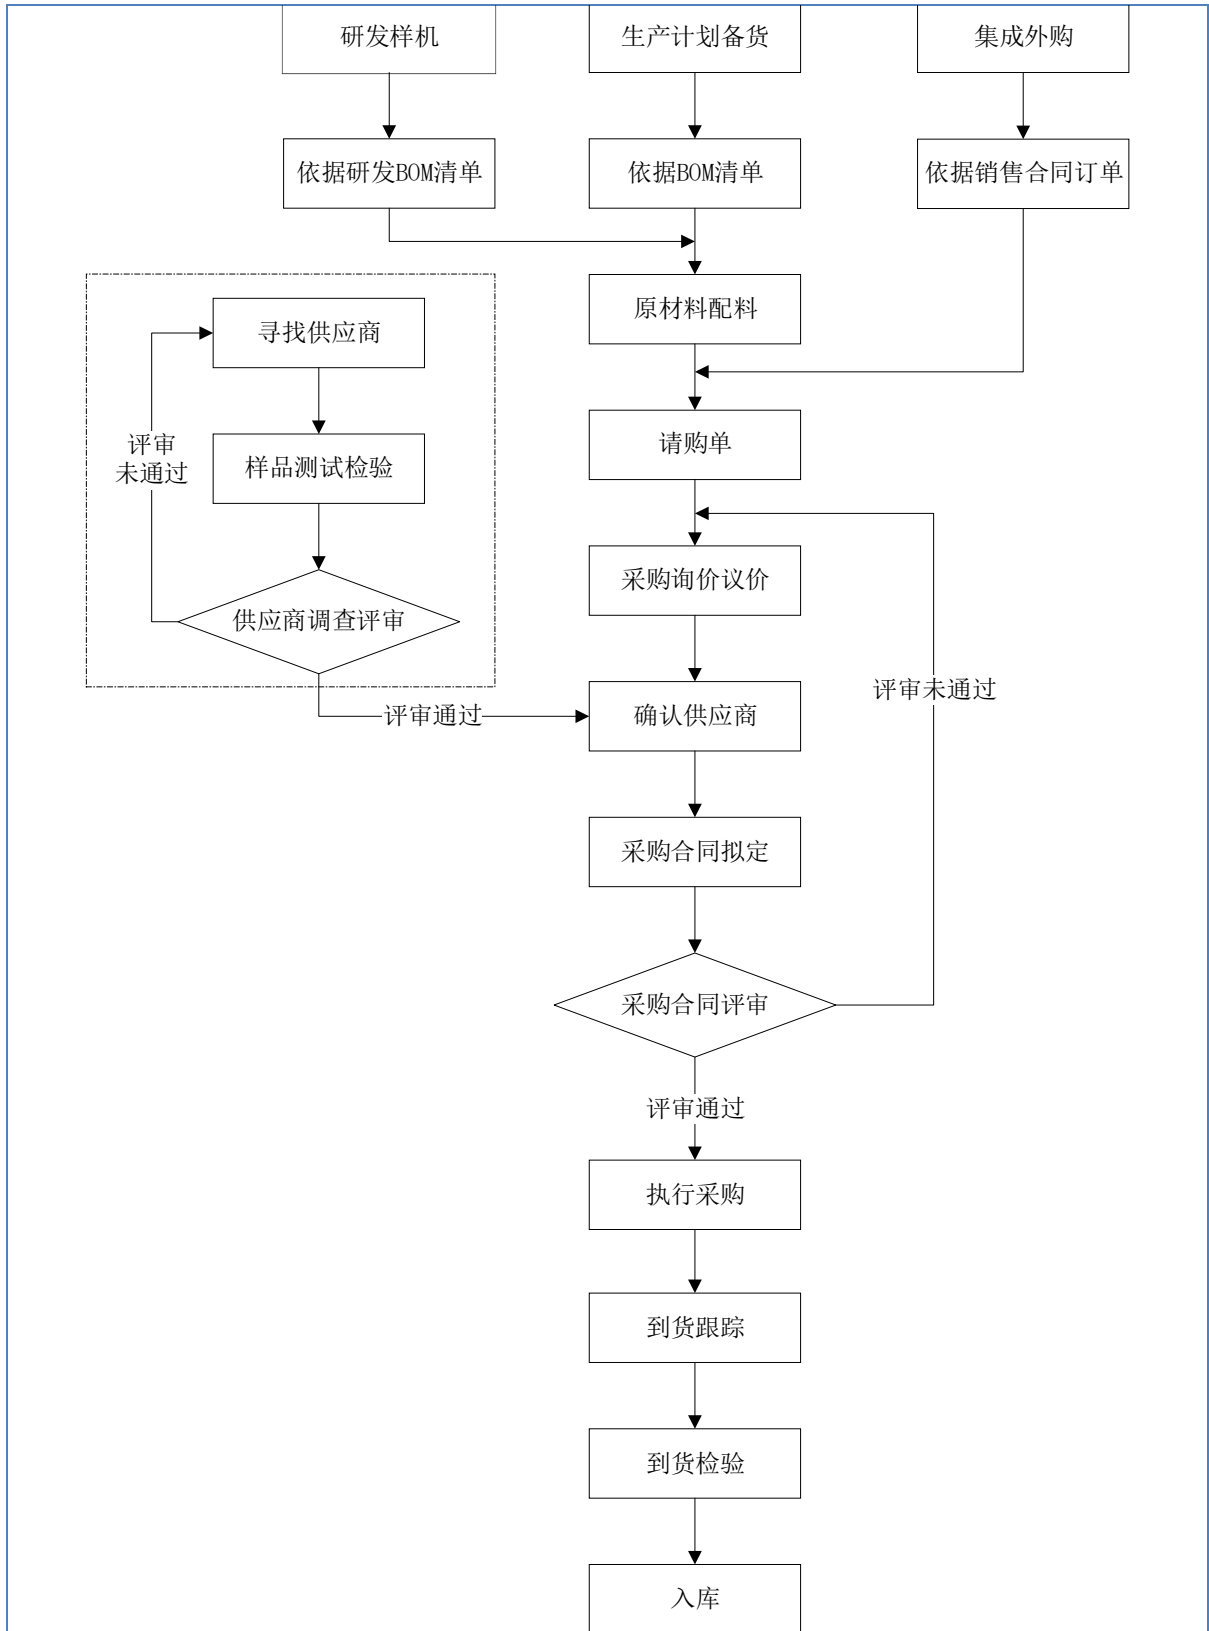 研发样机
生产计划备货
集成外购
依据研发BOM清单
依据BOM清单
依据销售合同订单
原材料配料
寻找供应商
评审
未通过
请购单
样品测试检验
采购询价议价
供应商调查评审
评审未通过
评审通过
确认供应商
采购合同拟定
采购合同评审
评审通过
执行采购
到货跟踪
到货检验
入库